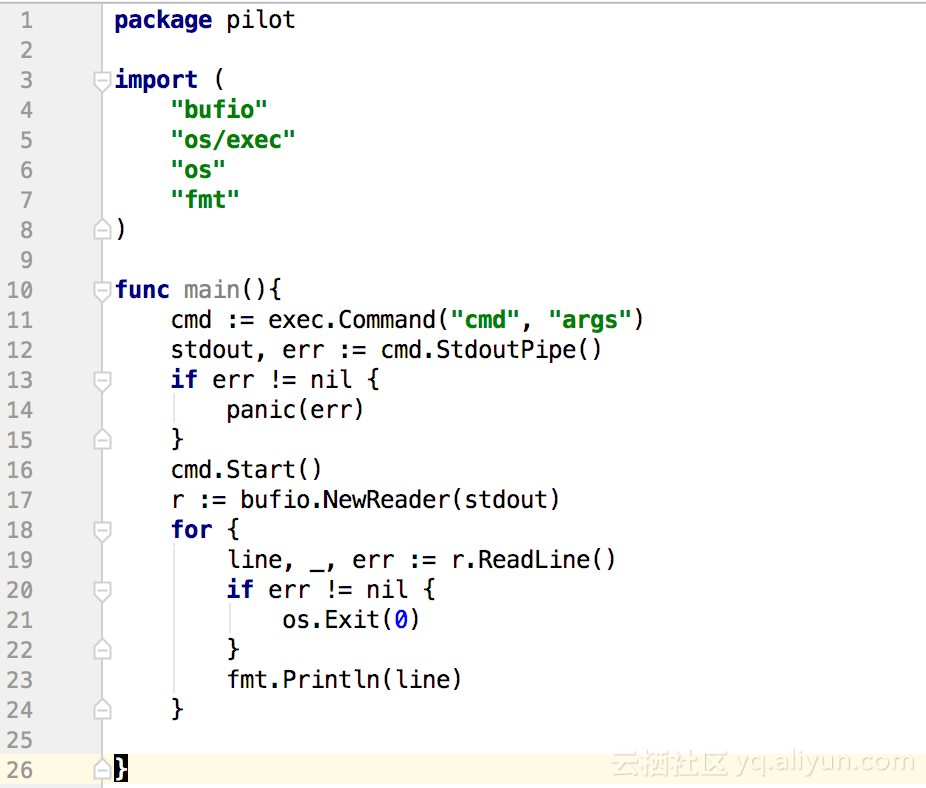 1 package pilot
2
3 import (
4     "bufio"
5     "os/exec"
6     "os"
7     "fmt"
8 )
9
10 func main(){
11     cmd := exec.Command("cmd", "args")
12     stdout, err := cmd.StdoutPipe()
13     if err != nil {
14         panic(err)
15     }
16     cmd.Start()
17     r := bufio.NewReader(stdout)
18     for {
19         line, _, err := r.ReadLine()
20         if err != nil {
21             os.Exit(0)
22         }
23         fmt.Println(line)
24     }
25
26 }
云栖社区 yq.aliyun.com